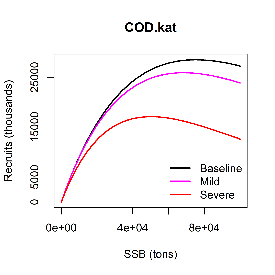 COD.kat
Recruits (thousands)
25000
15000
5000
0
Baseline
Mild
Severe
0e+00
4e+04
8e+04
SSB (tons)